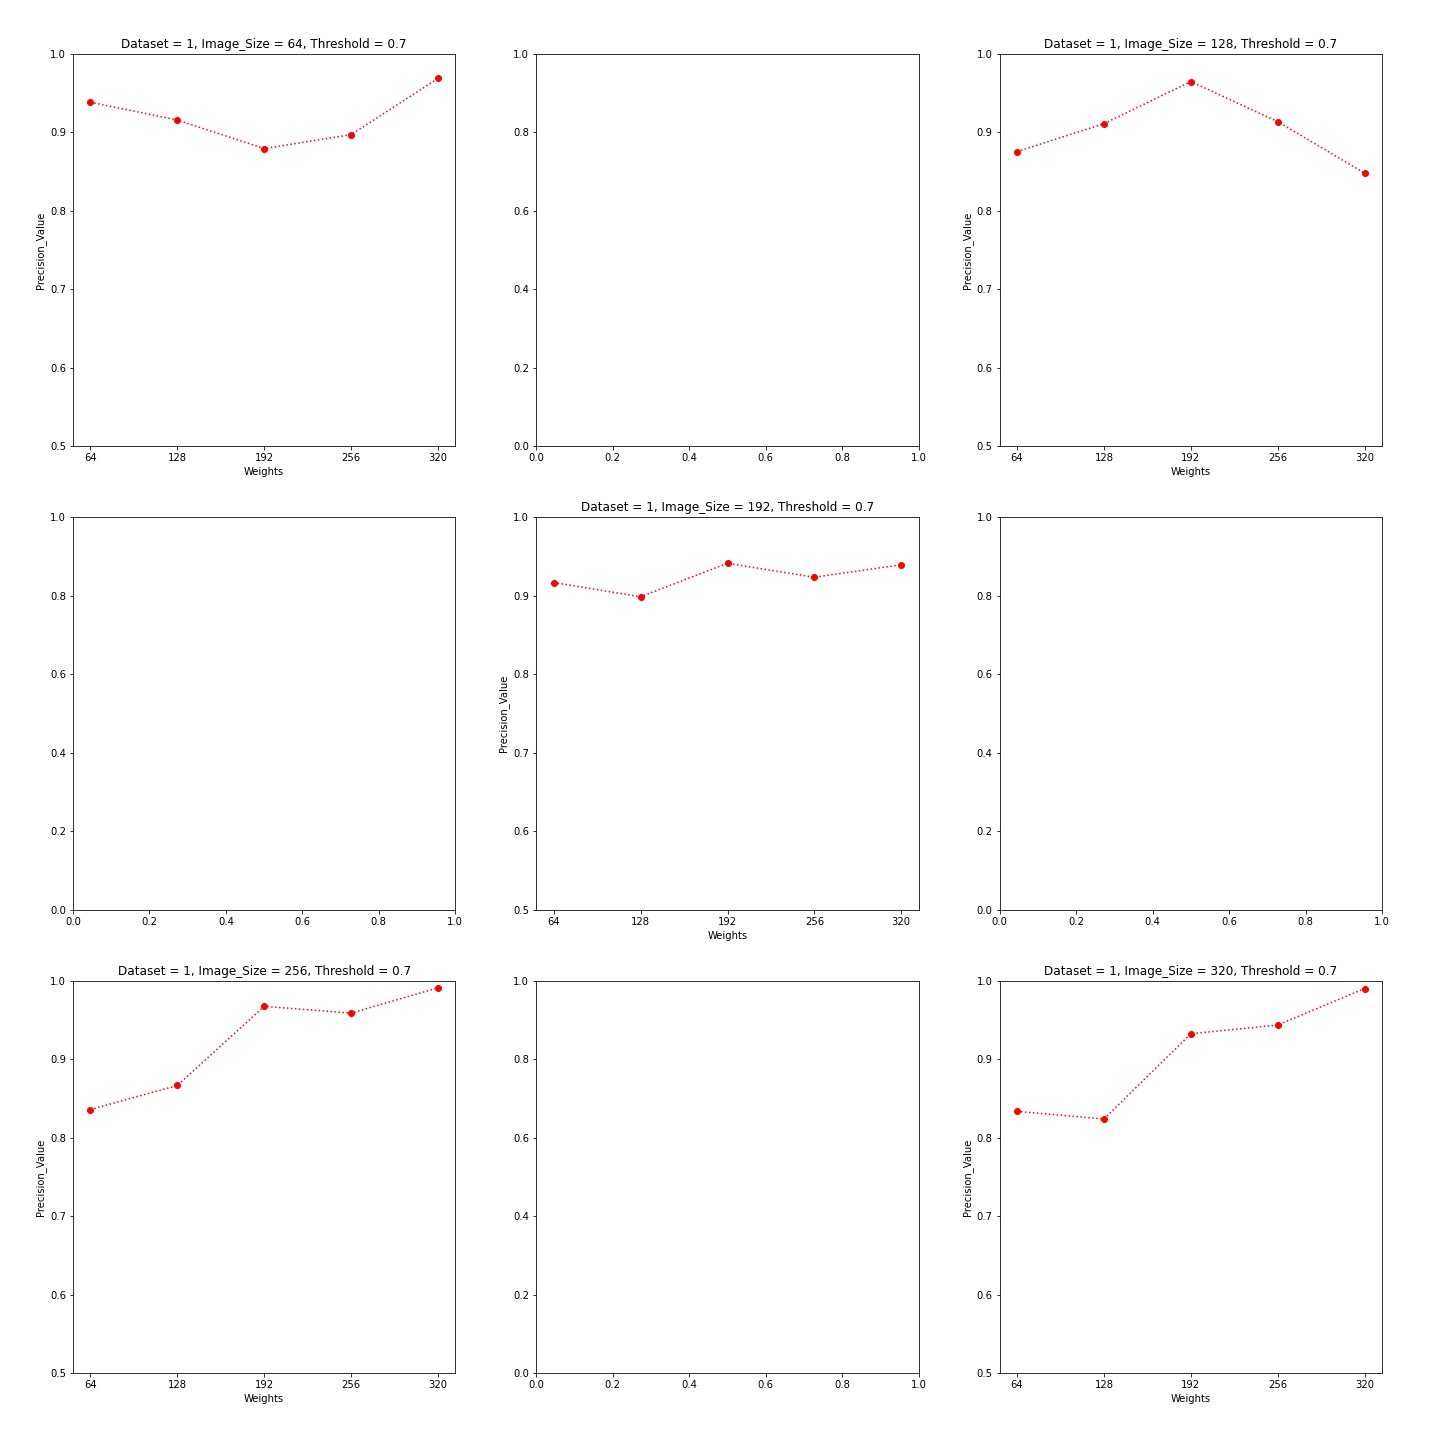 Dataset = 1, Image_Size = 64, Threshold = 0.7
1.0
0.9
0.8
0.7
0.6
0.5
Precision_Value
64 128 192 256 320
Weights
1.0
0.8
0.6
0.4
0.2
0.0
0.0 0.2 0.4 0.6 0.8 1.0
Dataset = 1, Image_Size = 128, Threshold = 0.7
1.0
0.9
0.8
0.7
0.6
0.5
Precision_Value
64 128 192 256 320
Weights
1.0
0.8
0.6
0.4
0.2
0.0
0.0 0.2 0.4 0.6 0.8 1.0
Dataset = 1, Image_Size = 192, Threshold = 0.7
1.0
0.9
0.8
0.7
0.6
0.5
Precision_Value
64 128 192 256 320
Weights
1.0
0.8
0.6
0.4
0.2
0.0
0.0 0.2 0.4 0.6 0.8 1.0
Dataset = 1, Image_Size = 256, Threshold = 0.7
1.0
0.9
0.8
0.7
0.6
0.5
Precision_Value
64 128 192 256 320
Weights
1.0
0.8
0.6
0.4
0.2
0.0
0.0 0.2 0.4 0.6 0.8 1.0
Dataset = 1, Image_Size = 320, Threshold = 0.7
1.0
0.9
0.8
0.7
0.6
0.5
Precision_Value
64 128 192 256 320
Weights